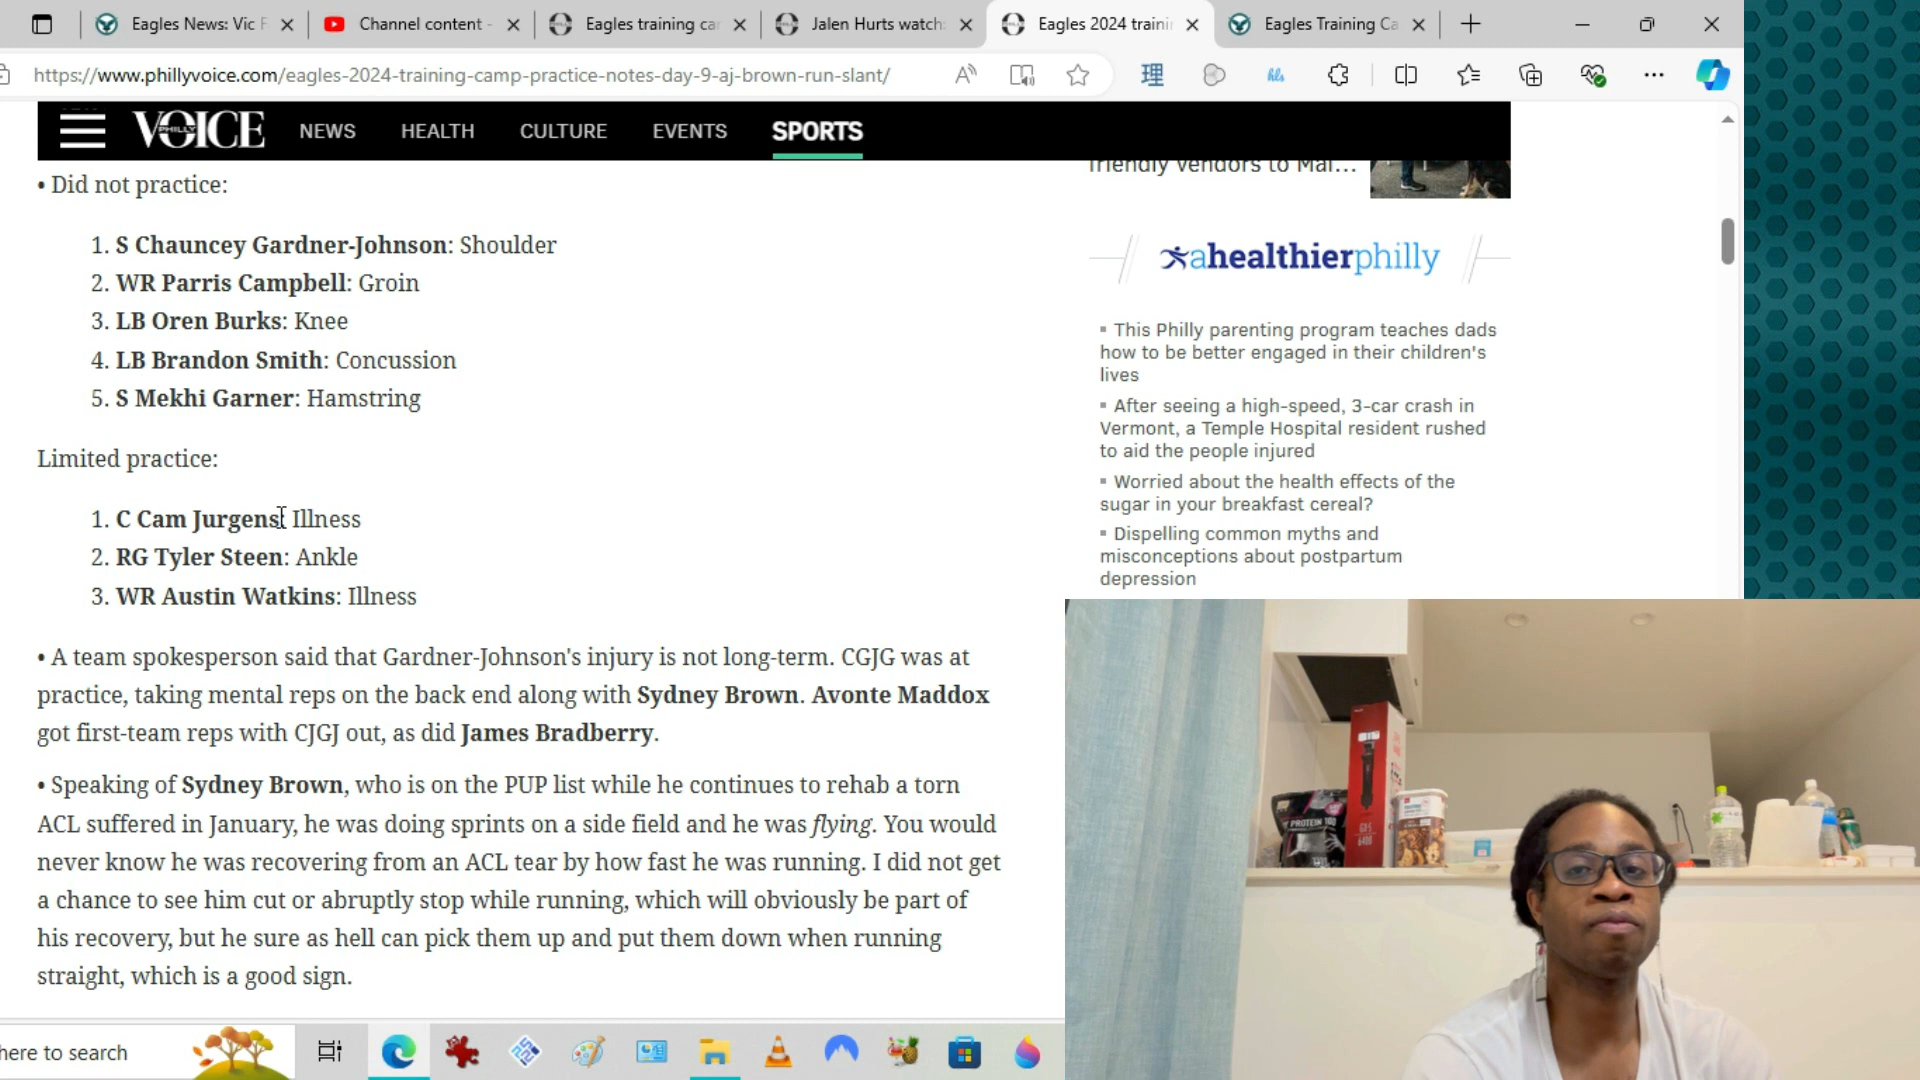 Eagles News: Vic F
Channel content -
Eagles training ca
Jalen Hurts watch
Eagles 2024 traini
Eagles Training Ca
https://www.phillyvoice.com/eagles-2024-training-camp-practice-notes-day-9-aj-brown-run-slant/
VOICE
PHILLY
NEWS
HEALTH
CULTURE
EVENTS
SPORTS
friendly vendors to Mai...
• Did not practice:
1. S Chauncey Gardner-Johnson: Shoulder
2. WR Parris Campbell: Groin
3. LB Oren Burks: Knee
4. LB Brandon Smith: Concussion
5. S Mekhi Garner: Hamstring
Limited practice:
1. C Cam Jurgens: Illness
2. RG Tyler Steen: Ankle
3. WR Austin Watkins: Illness
• A team spokesperson said that Gardner-Johnson's injury is not long-term. CGJG was at
practice, taking mental reps on the back end along with Sydney Brown. Avonte Maddox
got first-team reps with CJGJ out, as did James Bradberry.
• Speaking of Sydney Brown, who is on the PUP list while he continues to rehab a torn
ACL suffered in January, he was doing sprints on a side field and he was flying. You would
never know he was recovering from an ACL tear by how fast he was running. I did not get
a chance to see him cut or abruptly stop while running, which will obviously be part of
his recovery, but he sure as hell can pick them up and put them down when running
straight, which is a good sign.
ahealthierphilly
▪ This Philly parenting program teaches dads
how to be better engaged in their children's
lives
▪ After seeing a high-speed, 3-car crash in
Vermont, a Temple Hospital resident rushed
to aid the people injured
▪ Worried about the health effects of the
sugar in your breakfast cereal?
▪ Dispelling common myths and
misconceptions about postpartum
depression
理
hls
PROTEIN 100
here to search